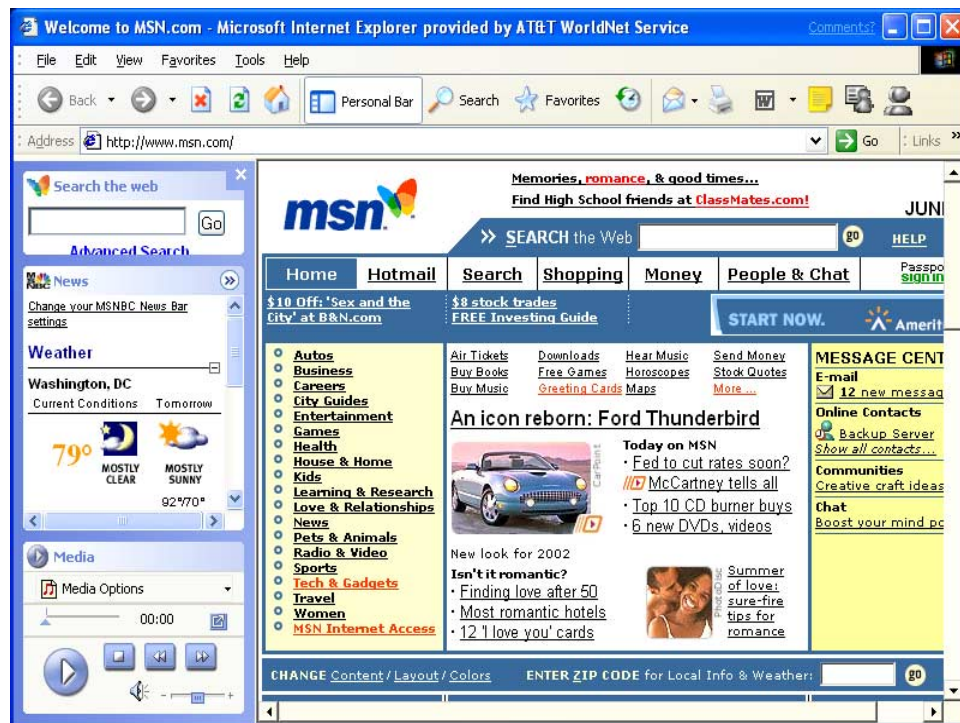 Welcome to MSN.com - Microsoft Internet Explorer provided by AT&T WorldNet Service
Comments?
File Edit View Favorites Tools Help
Back Personal Bar Search Favorites
Address http://www.msn.com/ Go Links
Search the web
Go
Advanced Search
News
Change your MSNBC News Bar
settings
Weather
Washington, DC
Current Conditions Tomorrow
79°
MOSTLY
CLEAR
MOSTLY
SUNNY
92°/70°
Media
Media Options
00:00
msn
Memories, romance, & good times...
Find High School friends at ClassMates.com!
JUN
SEARCH the Web go HELP
Home Hotmail Search Shopping Money People & Chat
Passpo
sign in
$10 Off: 'Sex and the
City' at B&N.com
$8 stock trades
FREE Investing Guide
START NOW. Amerit
Autos
Business
Careers
City Guides
Entertainment
Games
Health
House & Home
Kids
Learning & Research
Love & Relationships
News
Pets & Animals
Radio & Video
Sports
Tech & Gadgets
Travel
Women
MSN Internet Access
Air Tickets Downloads Hear Music Send Money
Buy Books Free Games Horoscopes Stock Quotes
Buy Music Greeting Cards Maps More ...
An icon reborn: Ford Thunderbird
CarPoint
New look for 2002
Today on MSN
· Fed to cut rates soon?
McCartney tells all
· Top 10 CD burner buys
· 6 new DVDs, videos
Isn't it romantic?
· Finding love after 50
· Most romantic hotels
· 12 'I love you' cards
PhotoDisc
Summer
of love:
sure-fire
tips for
romance
MESSAGE CENT
E-mail
12 new messag
Online Contacts
Backup Server
Show all contacts...
Communities
Creative craft ideas
Chat
Boost your mind po
CHANGE Content / Layout / Colors ENTER ZIP CODE for Local Info & Weather: go